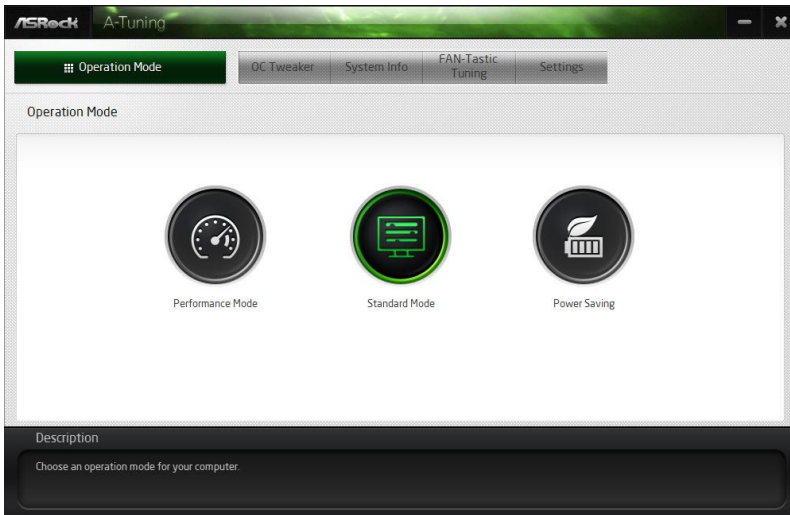 ASRock A-Tuning
Operation Mode OC Tweaker System Info FAN-Tastic Tuning Settings
Operation Mode
Performance Mode Standard Mode Power Saving
Description
Choose an operation mode for your computer.